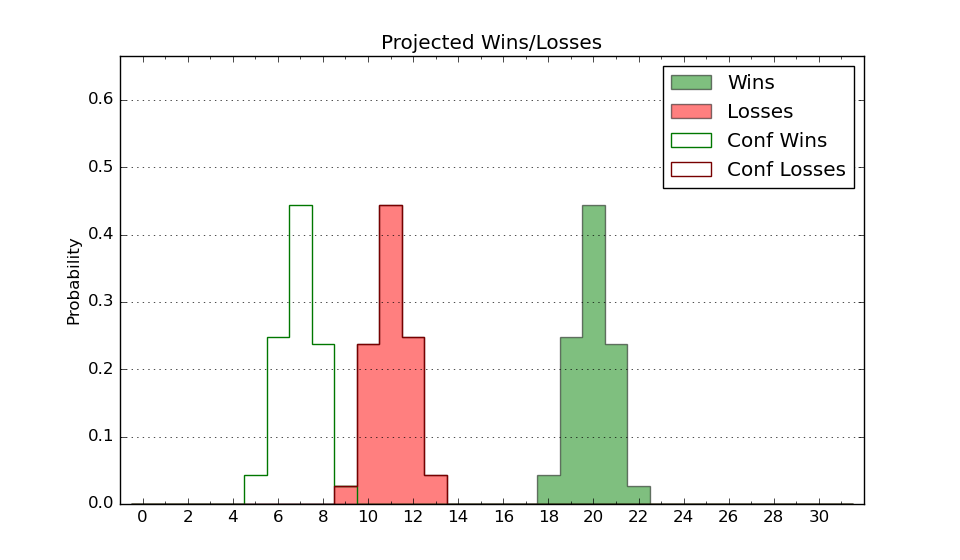 Projected Wins/Losses
Wins
Losses
Conf Wins
Conf Losses
Probability
0.6
0.5
0.4
0.3
0.2
0.1
0.0
0 2 4 6 8 10 12 14 16 18 20 22 24 26 28 30